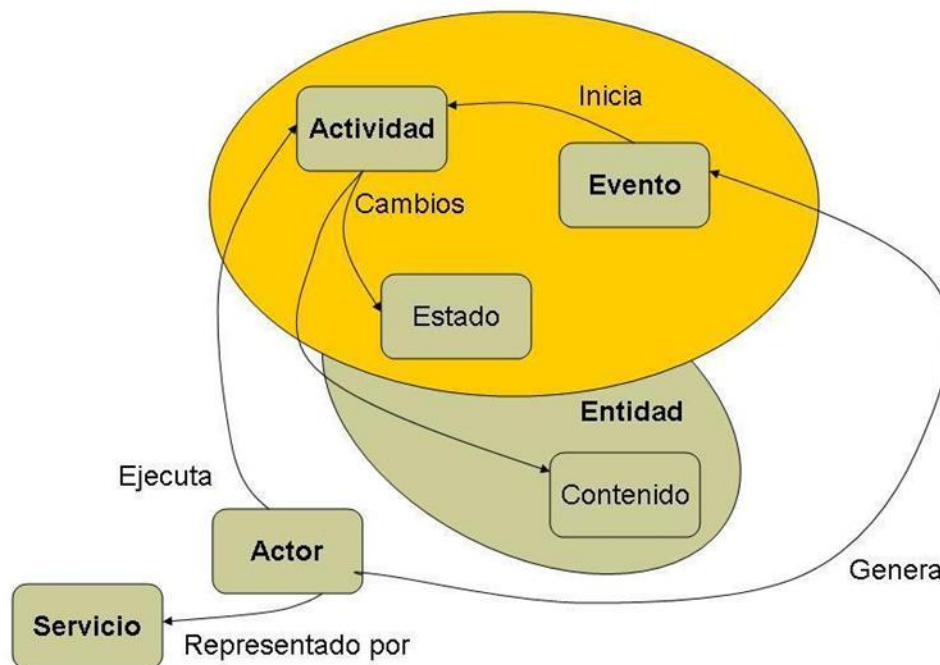 Inicia
Actividad
Evento
Cambios
Estado
Entidad
Contenido
Ejecuta
Actor
Genera
Servicio
Representado por